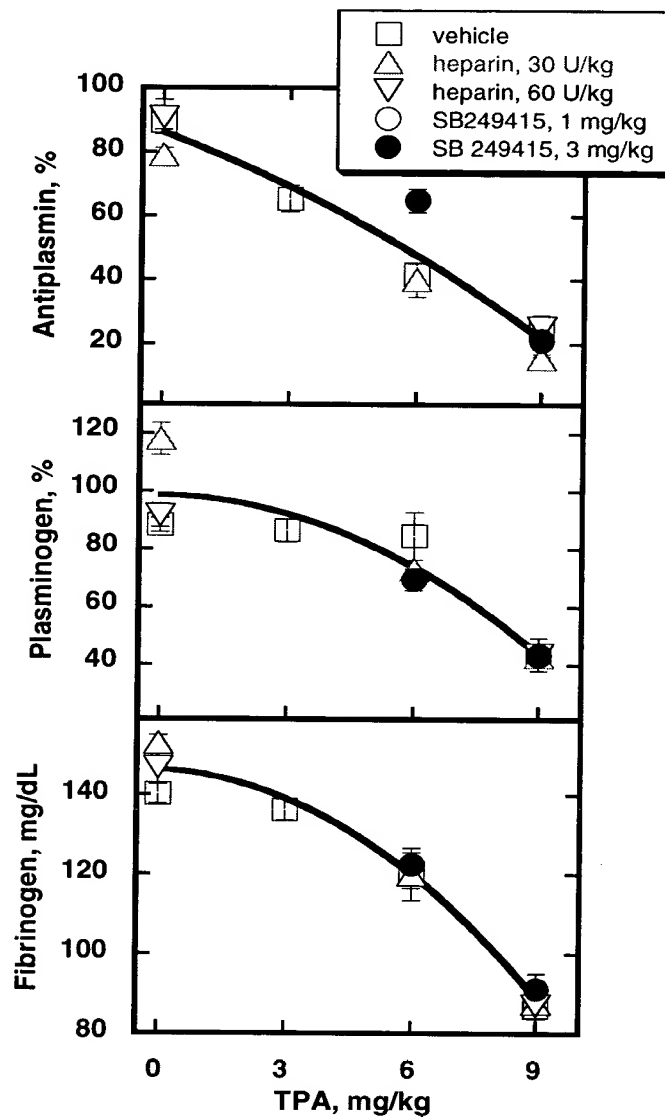 vehicle
heparin, 30 U/kg
heparin, 60 U/kg
SB249415, 1 mg/kg
SB 249415, 3 mg/kg
100
80
60
40
20
Antiplasmin, %
120
100
80
60
40
Plasminogen, %
140
120
100
80
Fibrinogen, mg/dL
0 3 6 9
TPA, mg/kg